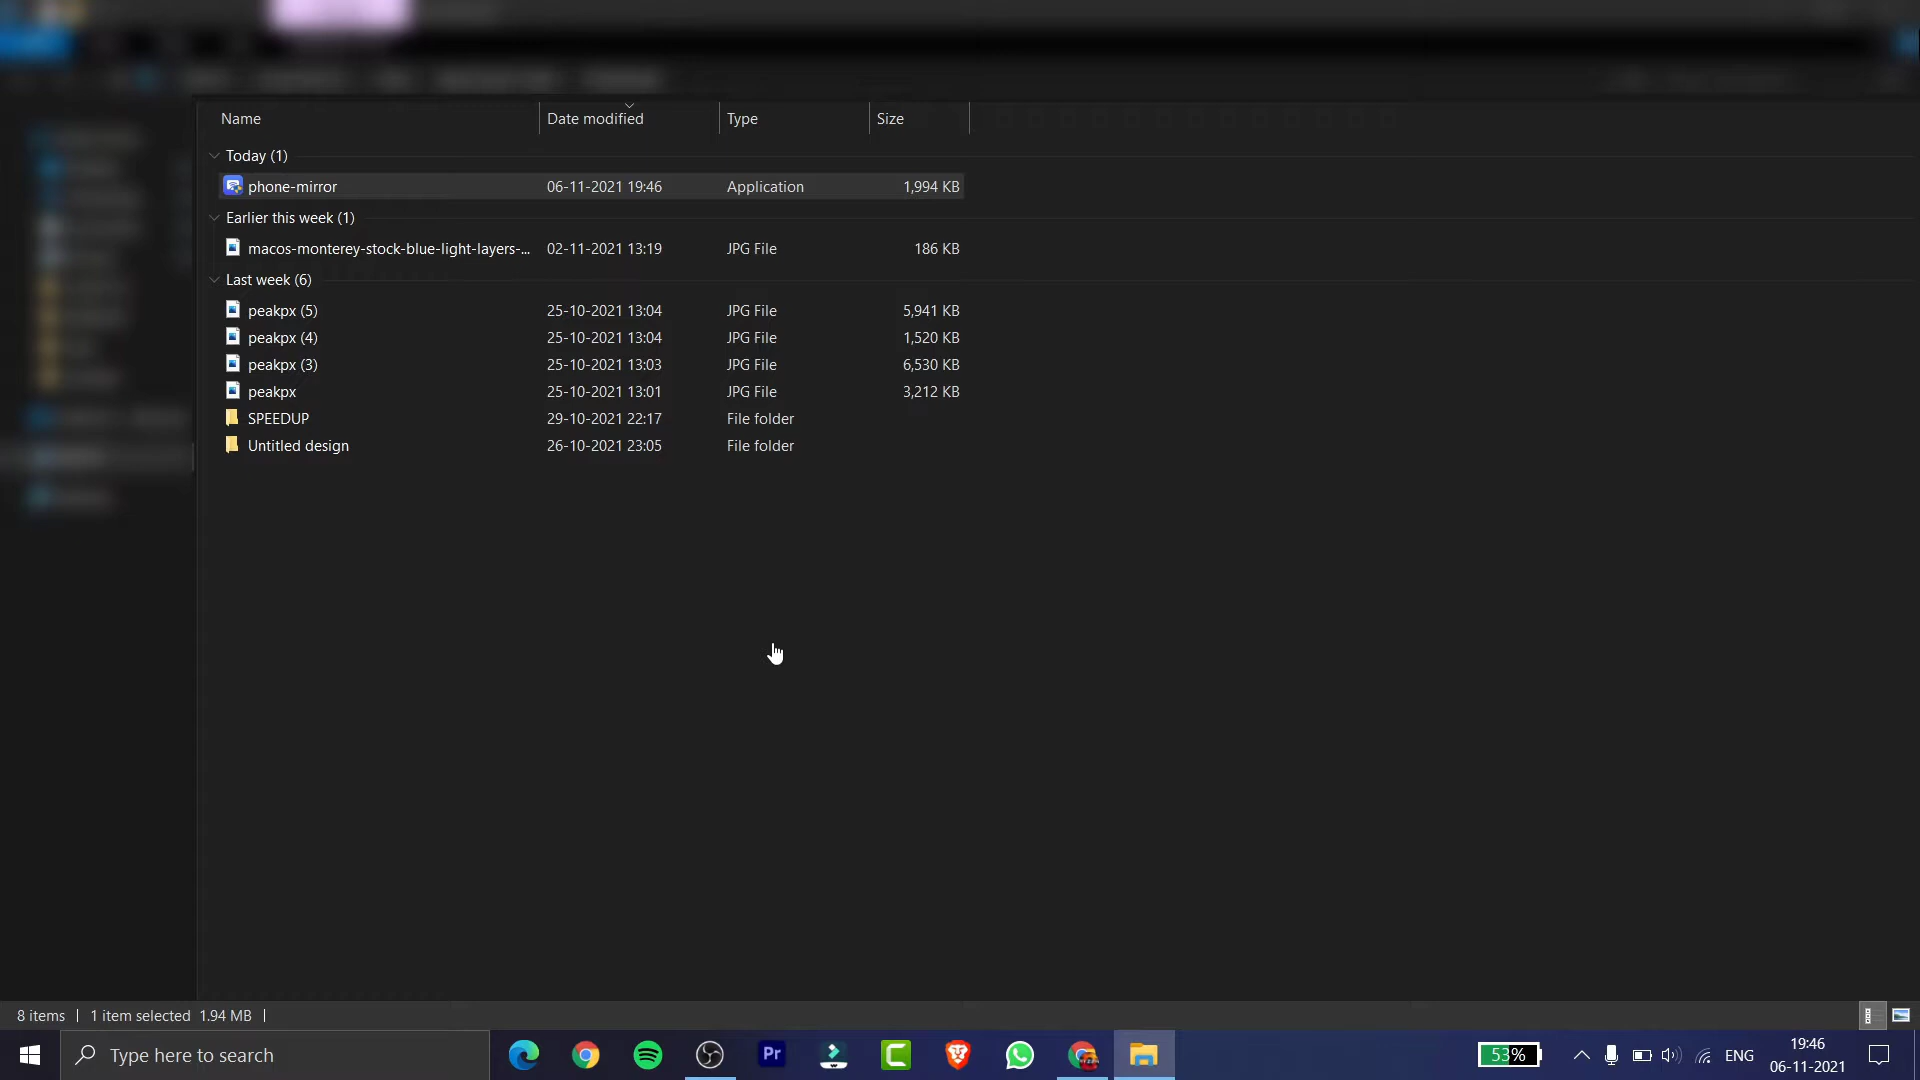 Name Date modified Type Size
Today (1)
phone-mirror 06-11-2021 19:46 Application 1,994 KB
Earlier this week (1)
macos-monterey-stock-blue-light-layers-... 02-11-2021 13:19 JPG File 186 KB
Last week (6)
peakpx (5) 25-10-2021 13:04 JPG File 5,941 KB
peakpx (4) 25-10-2021 13:04 JPG File 1,520 KB
peakpx (3) 25-10-2021 13:03 JPG File 6,530 KB
peakpx 25-10-2021 13:01 JPG File 3,212 KB
SPEEDUP 29-10-2021 22:17 File folder
Untitled design 26-10-2021 23:05 File folder
8 items 1 item selected 1.94 MB
Type here to search Pr 53% ENG 19:46
06-11-2021